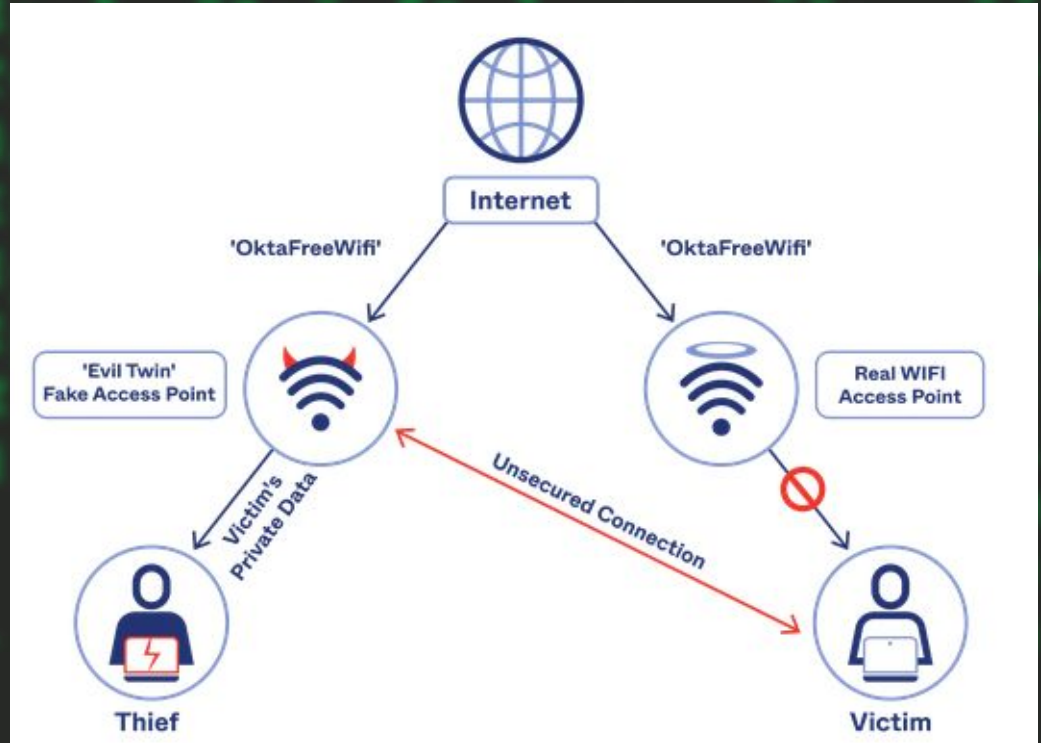 Internet
'OktaFreeWifi'
'OktaFreeWifi'
'Evil Twin'
Fake Access Point
Real WIFI
Access Point
Unsecured Connection
Victim's
Private Data
Thief
Victim